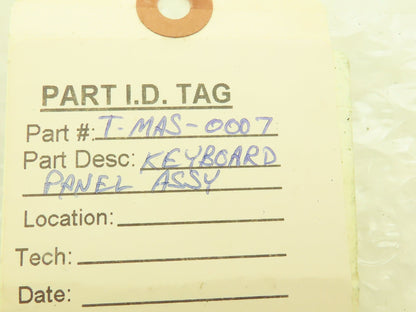 PART I.D. TAG
Part #: T-MAS-0007
Part Desc: KEYBOARD
PANEL ASSY
Location:
Tech:
Date: